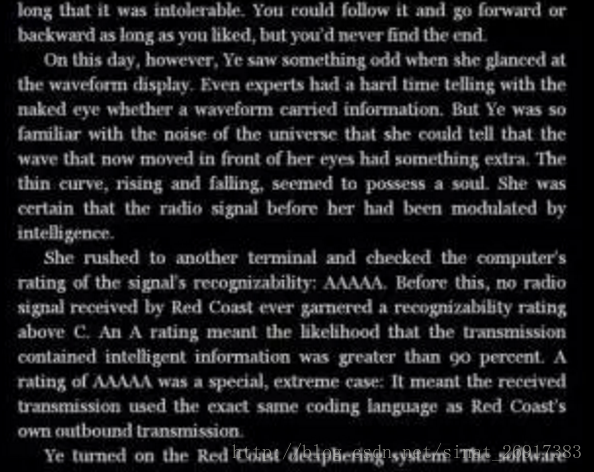 long that it was intolerable. You could follow it and go forward or
backward as long as you liked, but you'd never find the end.
On this day, however, Ye saw something odd when she glanced at
the waveform display. Even experts had a hard time telling with the
naked eye whether a waveform carried information. But Ye was so
familiar with the noise of the universe that she could tell that the
wave that now moved in front of her eyes had something extra. The
thin curve, rising and falling, seemed to possess a soul. She was
certain that the radio signal before her had been modulated by
intelligence.
She rushed to another terminal and checked the computer's
rating of the signal's recognizability: AAAAA. Before this, no radio
signal received by Red Coast ever garnered a recognizability rating
above C. An A rating meant the likelihood that the transmission
contained intelligent information was greater than 90 percent. A
rating of AAAAA was a special, extreme case: It meant the received
transmission used the exact same coding language as Red Coast's
own outbound transmission.
Ye turned on the Red Coast deciphering system. The software